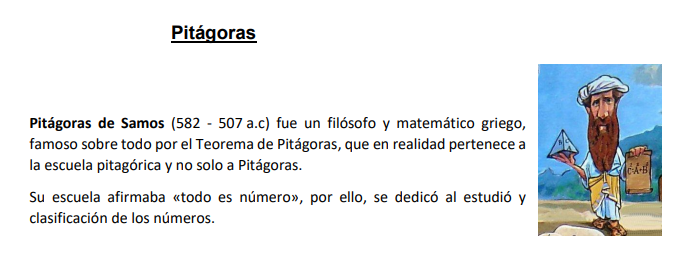 Pitágoras
Pitágoras de Samos (582 - 507 a.c) fue un filósofo y matemático griego,
famoso sobre todo por el Teorema de Pitágoras, que en realidad pertenece a
la escuela pitagórica y no solo a Pitágoras.
Su escuela afirmaba «todo es número», por ello, se dedicó al estudió y
clasificación de los números.